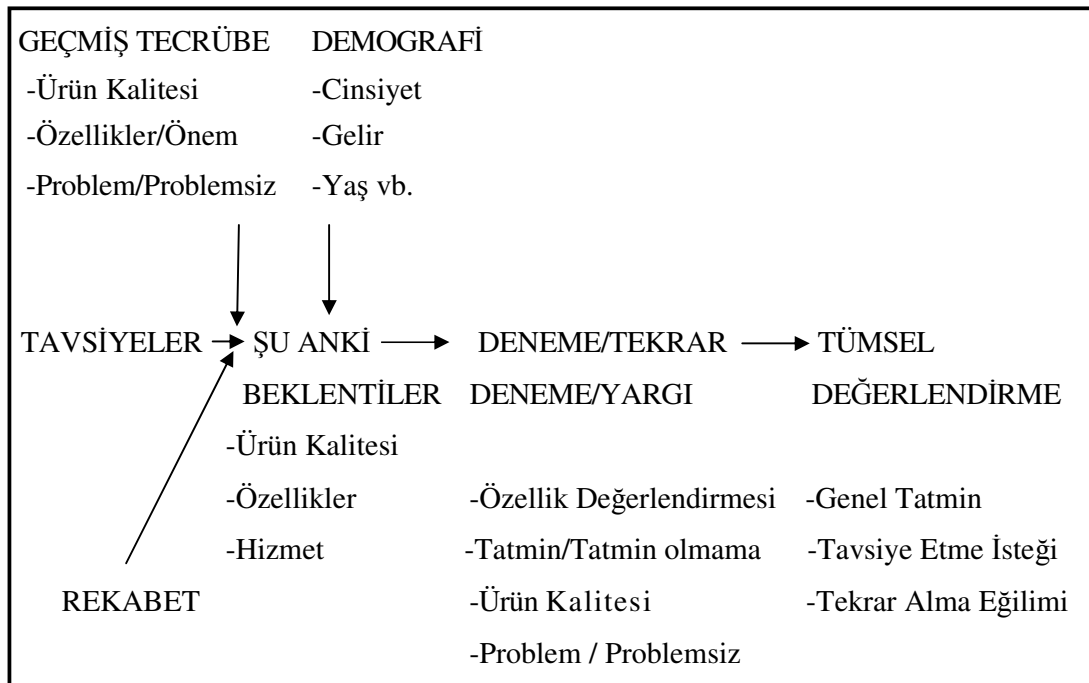 GEÇMİŞ TECRÜBE DEMOGRAFİ
-Ürün Kalitesi -Cinsiyet
-Özellikler/Önem -Gelir
-Problem/Problemsiz -Yaş vb.
TAVSİYELER ŞU ANKİ DENEME/TEKRAR TÜMSEL
BEKLENTİLER DENEME/YARGI DEĞERLENDİRME
-Ürün Kalitesi
-Özellikler -Özellik Değerlendirmesi -Genel Tatmin
-Hizmet -Tatmin/Tatmin olmama -Tavsiye Etme İsteği
REKABET -Ürün Kalitesi -Tekrar Alma Eğilimi
-Problem / Problemsiz